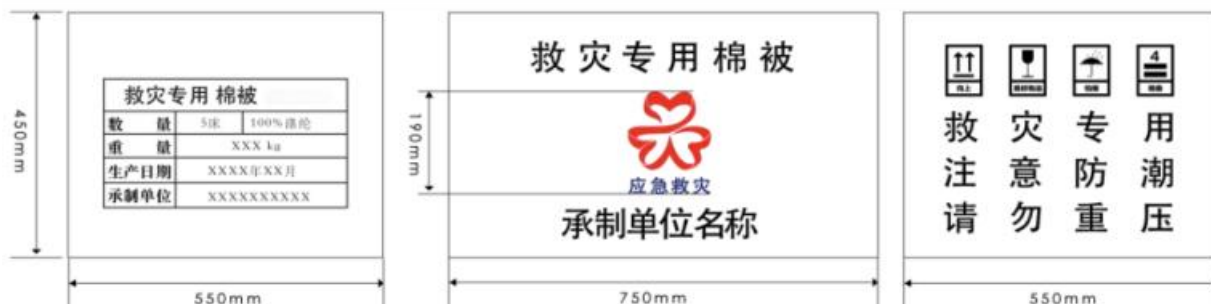 450mm
救灾专用 棉被
数 量 5床 100%涤纶
重 量 XXX kg
生产日期 XXXX年XX月
承制单位 XXXXXXXXXX
550mm
救灾专用棉被
190mm
应急救灾
承制单位名称
750mm
向上
4
救灾专用
注意防潮
请勿重压
550mm